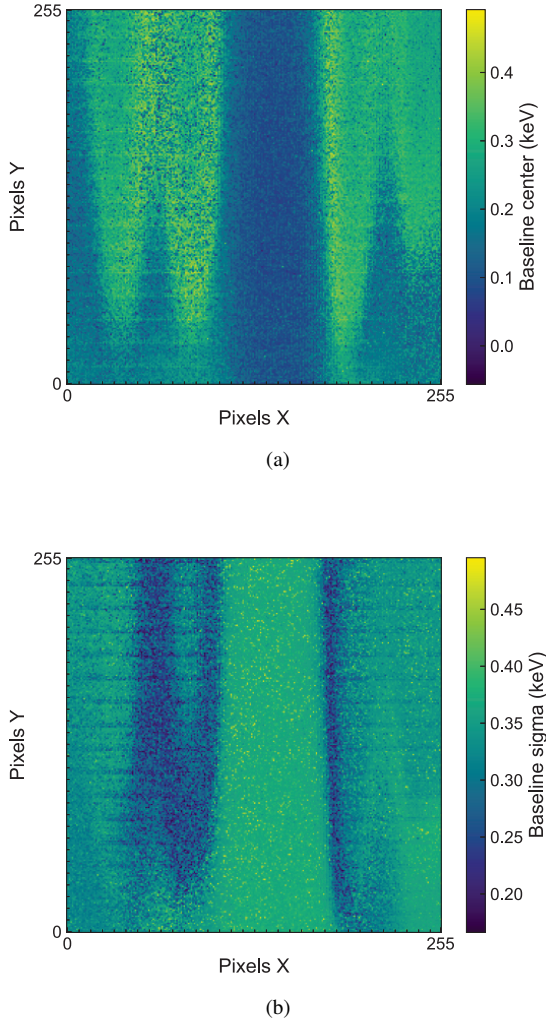 255
0.4
0.3
Pixels Y
0.2
0.1
0.0
0
0
255
Pixels X
Baseline center (keV)
(a)
255
0.45
0.40
0.35
Pixels Y
0.30
0.25
0.20
0
0
255
Pixels X
Baseline sigma (keV)
(b)